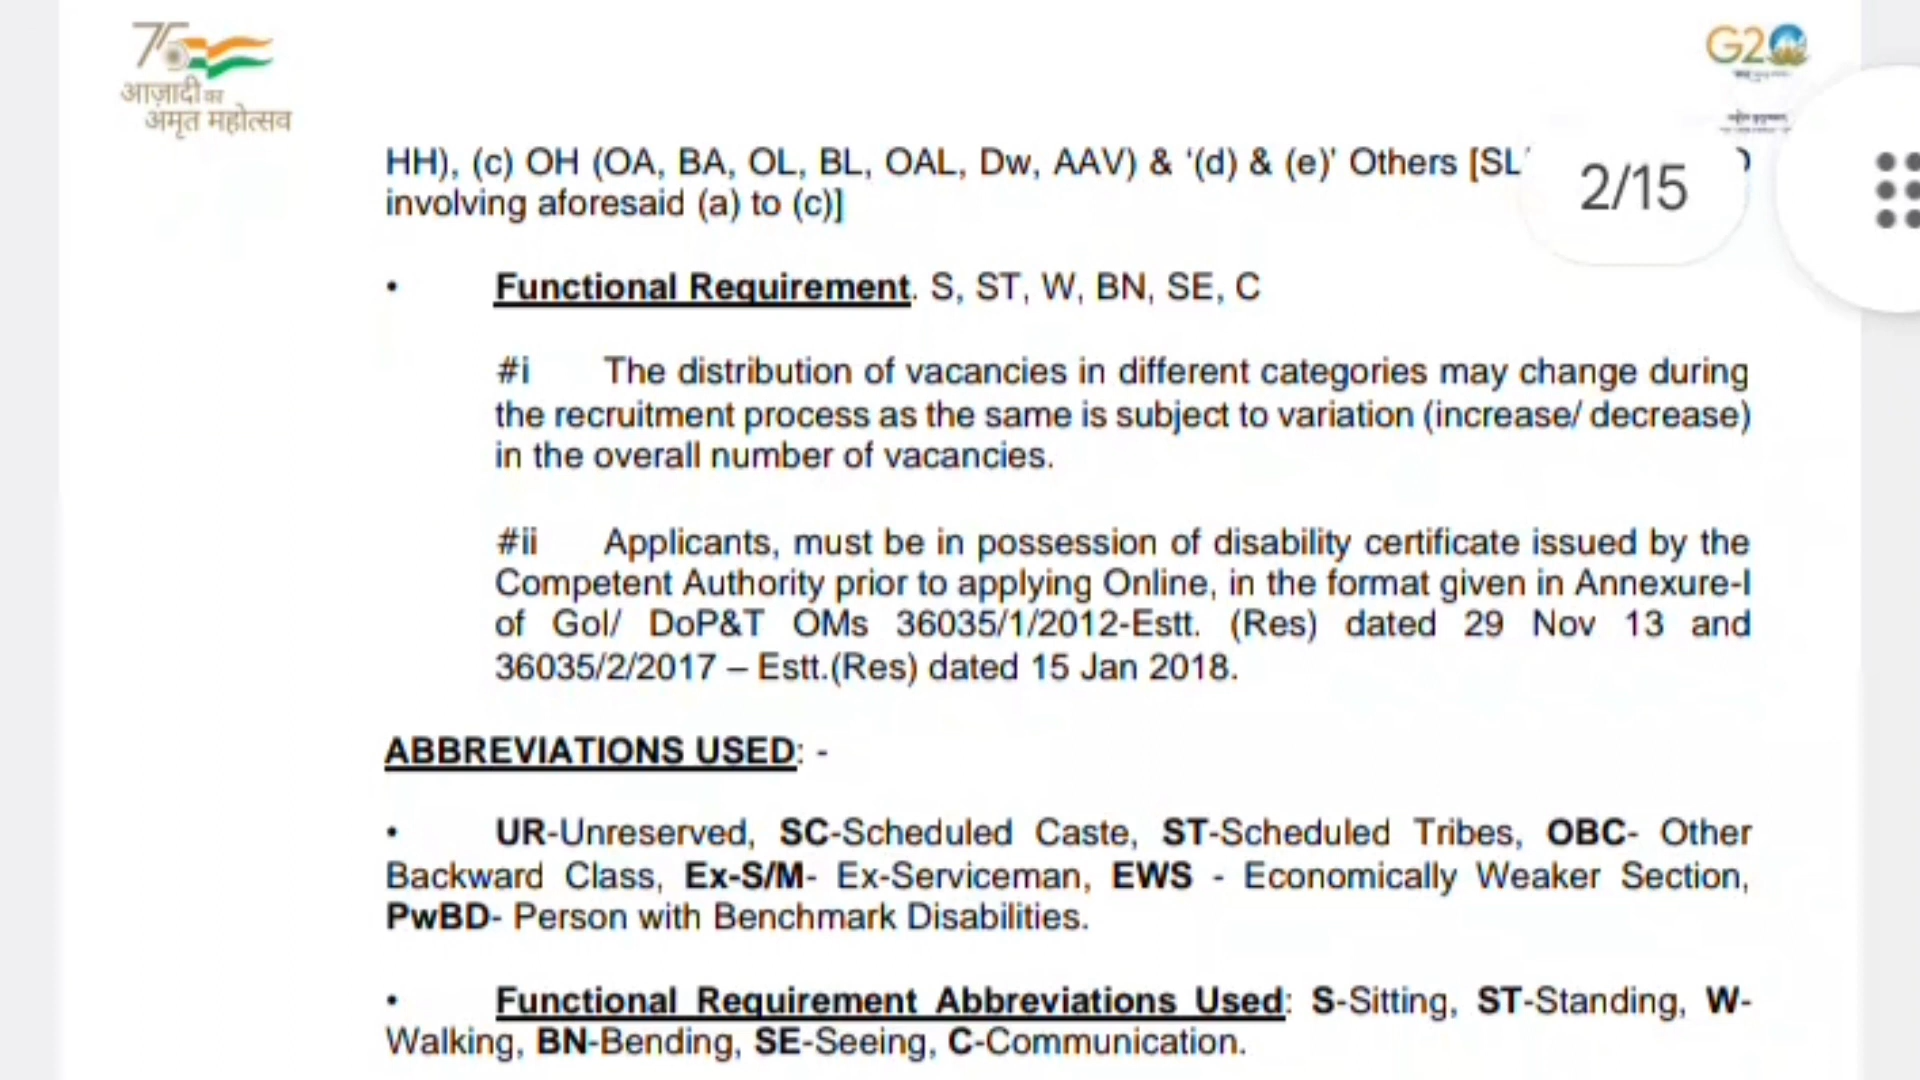 75
आज़ादी का
अमृत महोत्सव
G20
HH), (c) OH (OA, BA, OL, BL, OAL, Dw, AAV) & '(d) & (e)' Others [SL
2/15
involving aforesaid (a) to (c)]
• Functional Requirement. S, ST, W, BN, SE, C
#i The distribution of vacancies in different categories may change during
the recruitment process as the same is subject to variation (increase/ decrease)
in the overall number of vacancies.
#ii Applicants, must be in possession of disability certificate issued by the
Competent Authority prior to applying Online, in the format given in Annexure-I
of GoI/ DoP&T OMs 36035/1/2012-Estt. (Res) dated 29 Nov 13 and
36035/2/2017 – Estt.(Res) dated 15 Jan 2018.
ABBREVIATIONS USED: -
• UR-Unreserved, SC-Scheduled Caste, ST-Scheduled Tribes, OBC- Other
Backward Class, Ex-S/M- Ex-Serviceman, EWS - Economically Weaker Section,
PwBD- Person with Benchmark Disabilities.
• Functional Requirement Abbreviations Used: S-Sitting, ST-Standing, W-
Walking, BN-Bending, SE-Seeing, C-Communication.